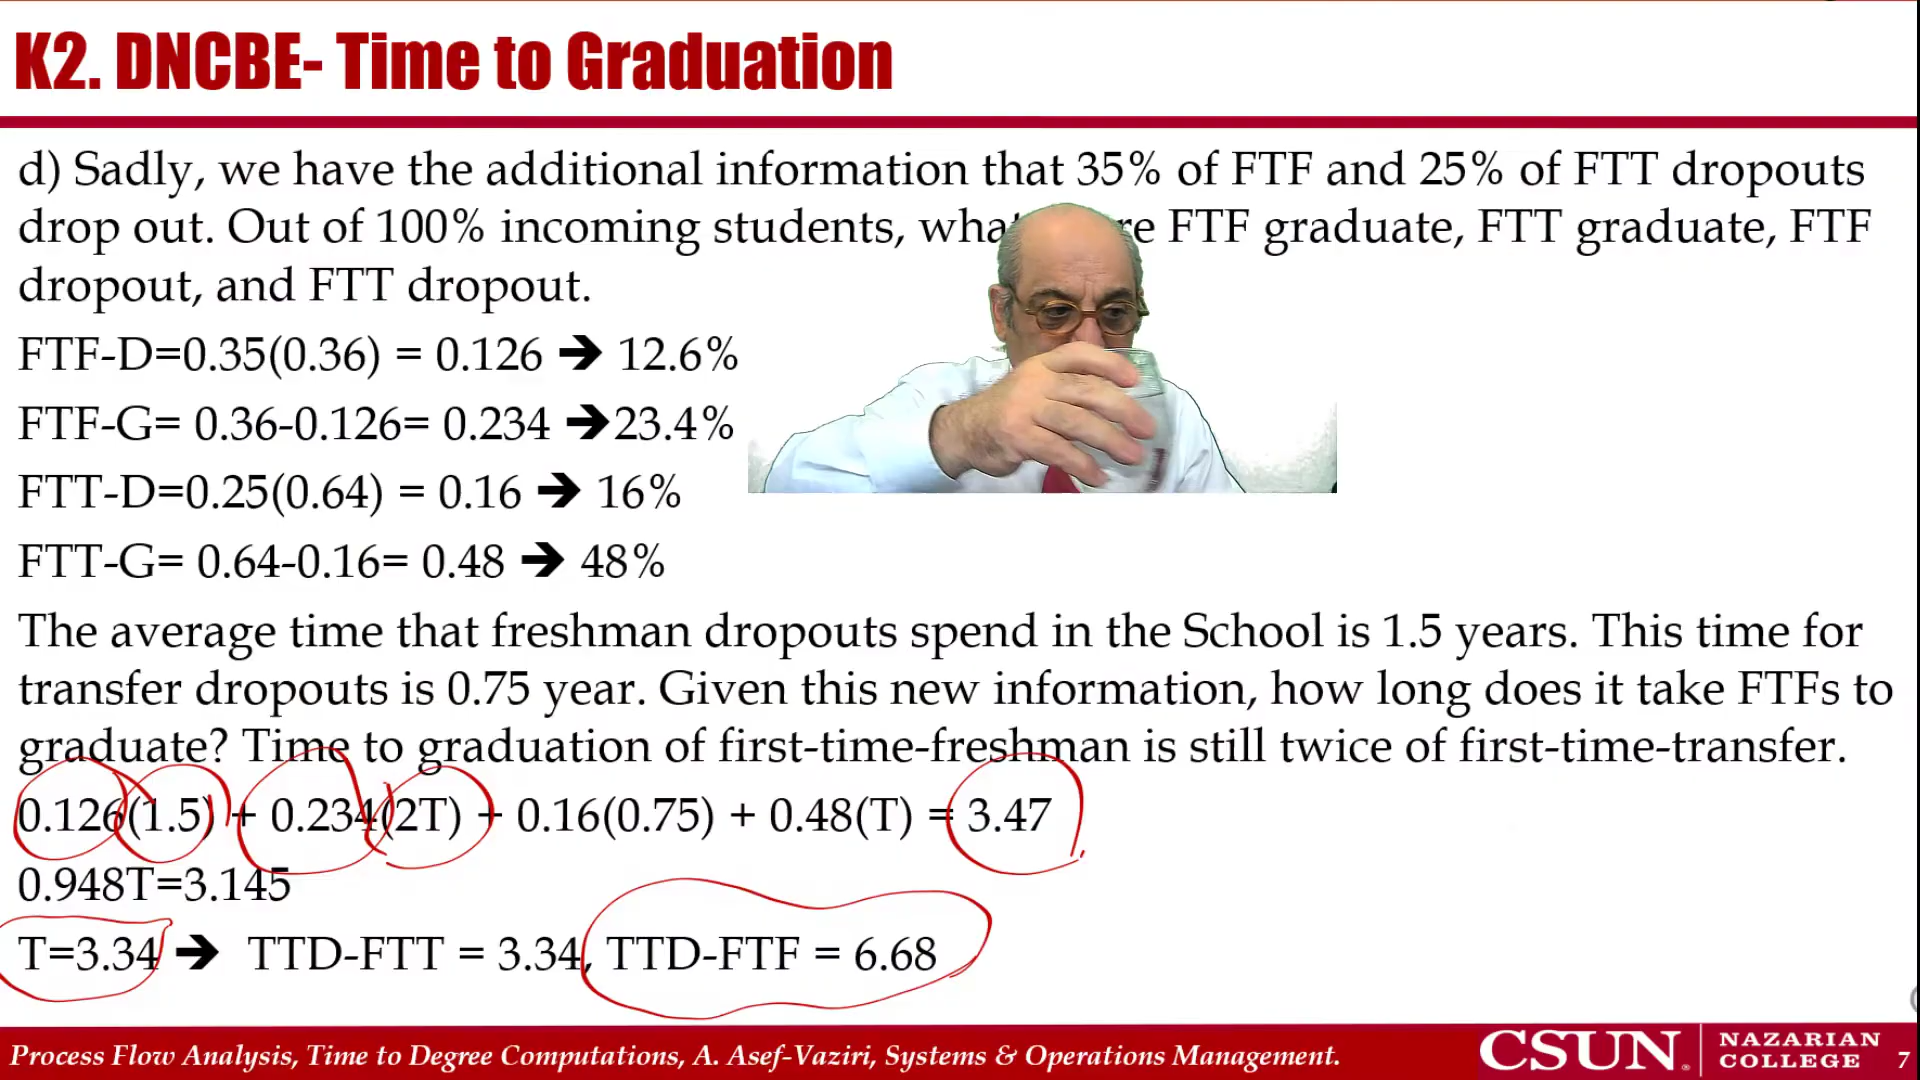 K2. DNCBE- Time to Graduation
d) Sadly, we have the additional information that 35% of FTF and 25% of FTT dropouts
drop out. Out of 100% incoming students, FTF graduate, FTT graduate, FTF
dropout, and FTT dropout.
FTF-D=0.35(0.36) = 0.126 ➔ 12.6%
FTF-G= 0.36-0.126= 0.234 ➔23.4%
FTT-D=0.25(0.64) = 0.16 ➔ 16%
FTT-G= 0.64-0.16= 0.48 ➔ 48%
The average time that freshman dropouts spend in the School is 1.5 years. This time for
transfer dropouts is 0.75 year. Given this new information, how long does it take FTFs to
graduate? Time to graduation of first-time-freshman is still twice of first-time-transfer.
0.126(1.5) + 0.234(2T) + 0.16(0.75) + 0.48(T) = 3.47
0.948T=3.145
T=3.34 ➔ TTD-FTT = 3.34, TTD-FTF = 6.68
Process Flow Analysis, Time to Degree Computations, A. Asef-Vaziri, Systems & Operations Management.
CSUN. NAZARIAN
COLLEGE 7